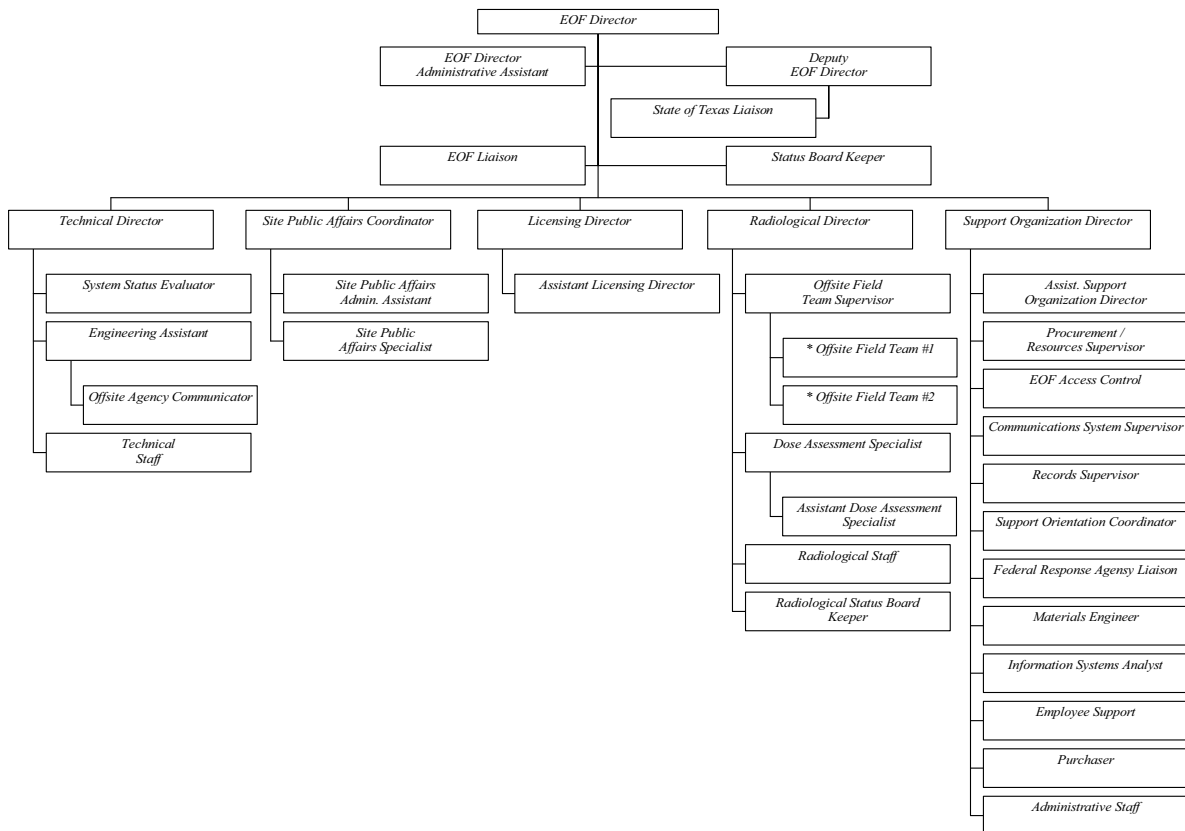 EOF Director
EOF Director
Administrative Assistant
Deputy
EOF Director
State of Texas Liaison
EOF Liaison
Status Board Keeper
Technical Director
Site Public Affairs Coordinator
Licensing Director
Radiological Director
Support Organization Director
System Status Evaluator
Engineering Assistant
Offsite Agency Communicator
Technical
Staff
Site Public Affairs
Admin. Assistant
Site Public
Affairs Specialist
Assistant Licensing Director
Offsite Field
Team Supervisor
* Offsite Field Team #1
* Offsite Field Team #2
Dose Assessment Specialist
Assistant Dose Assessment
Specialist
Radiological Staff
Radiological Status Board
Keeper
Assist. Support
Organization Director
Procurement /
Resources Supervisor
EOF Access Control
Communications System Supervisor
Records Supervisor
Support Orientation Coordinator
Federal Response Agensy Liaison
Materials Engineer
Information Systems Analyst
Employee Support
Purchaser
Administrative Staff